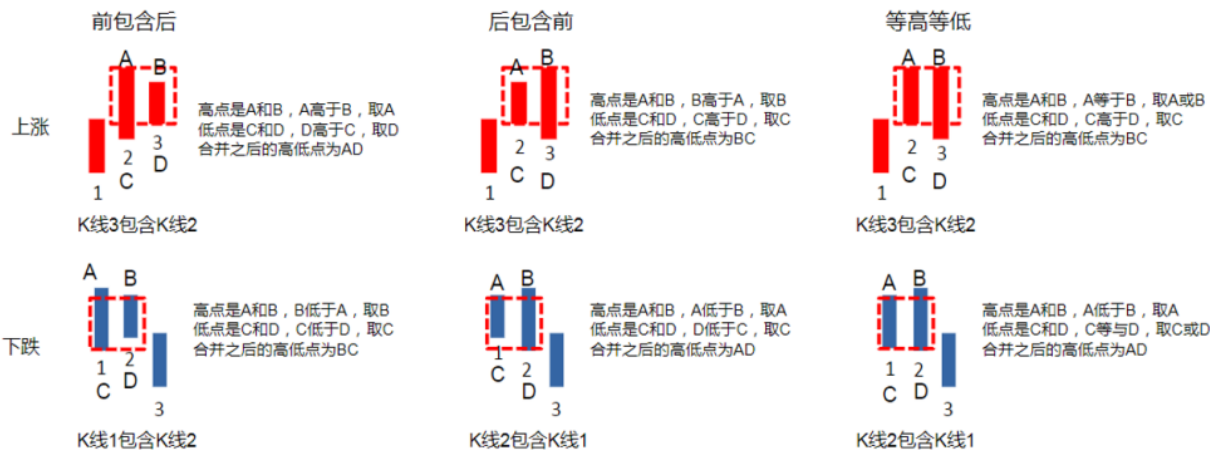 前包含后
后包含前
等高等低
上涨
A
B
高点是A和B，A高于B，取A
低点是C和D，D高于C，取D
合并之后的高低点为AD
1
2
3
C
D
K线3包含K线2
A
B
高点是A和B，B高于A，取B
低点是C和D，C高于D，取C
合并之后的高低点为BC
1
2
3
C
D
K线3包含K线2
A
B
高点是A和B，A等于B，取A或B
低点是C和D，C高于D，取C
合并之后的高低点为BC
1
2
3
C
D
K线3包含K线2
下跌
A
B
高点是A和B，B低于A，取B
低点是C和D，C低于D，取C
合并之后的高低点为BC
1
2
C
D
3
K线1包含K线2
A
B
高点是A和B，A低于B，取A
低点是C和D，D低于C，取C
合并之后的高低点为AD
1
2
C
D
3
K线2包含K线1
A
B
高点是A和B，A低于B，取A
低点是C和D，C等与D，取C或D
合并之后的高低点为AD
1
2
C
D
3
K线2包含K线1